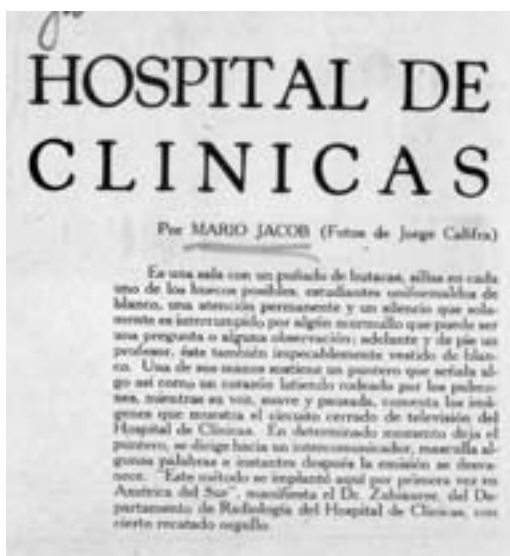 HOSPITAL DE
CLINICAS
Por MARIO JACOB (Fotos de Jorge Califra)
Es una sala con un puñado de butacas, sillas en cada
uno de los huecos posibles, estudiantes uniformados de
blanco, una atención permanente y un silencio que sola-
mente es interrumpido por algún murmullo que puede ser
una pregunta o alguna observación; adelante y de pie un
profesor, éste también impecablemente vestido de blan-
co. Una de sus manos sostiene un puntero que señala al-
go así como un corazón latiendo rodeado por los pulmo-
nes, mientras su voz, suave y pausada, comenta las imá-
genes que muestra el circuito cerrado de televisión del
Hospital de Clínicas. En determinado momento deja el
puntero, se dirige hacia un intercomunicador, masculla al-
gunas palabras e instantes después la emisión se desva-
nece. "Este método se implantó aquí por primera vez en
América del Sur", manifiesta el Dr. del De-
partamento de Radiología del Hospital de Clínicas, con
cierto recatado orgullo.